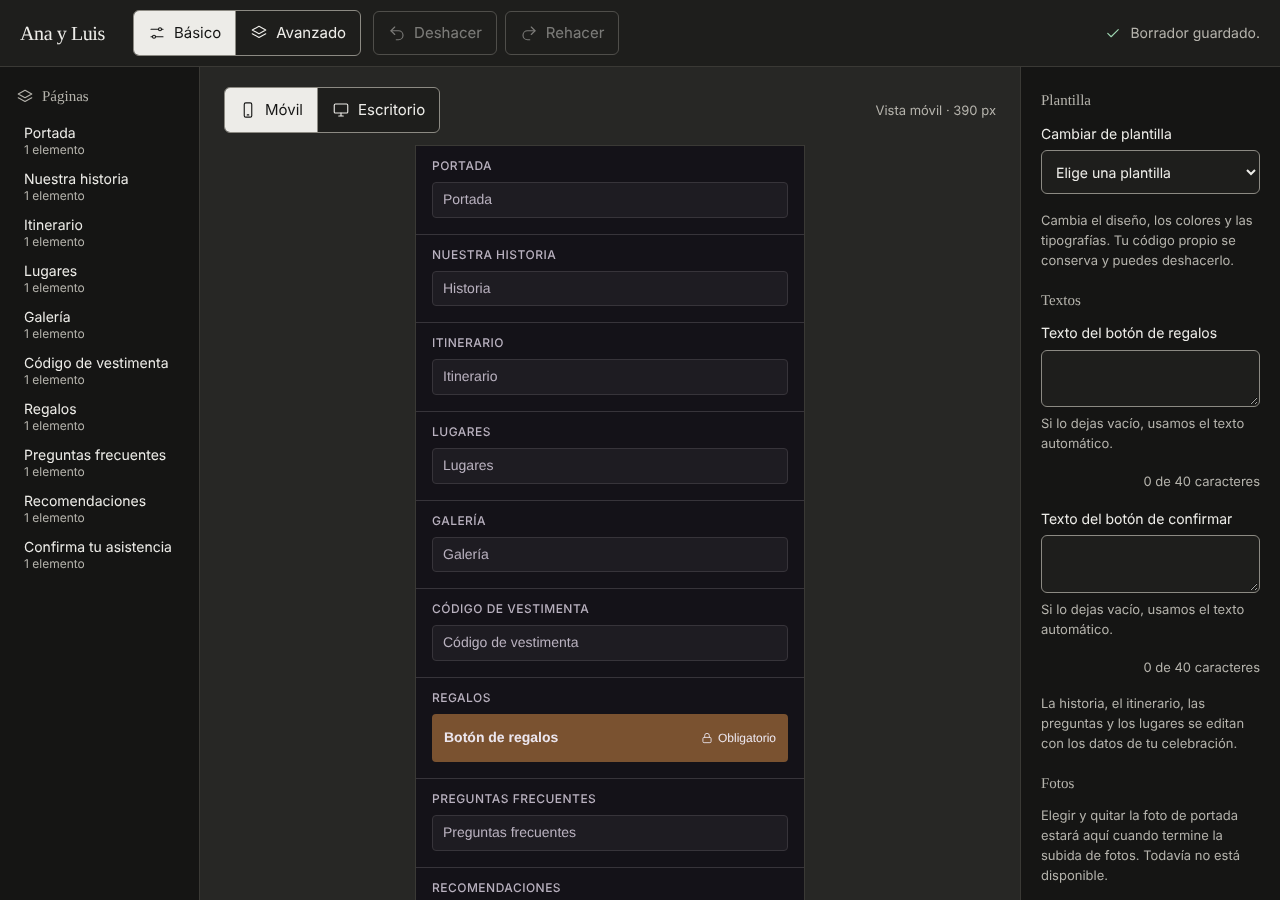 Ana y Luis
Básico
Avanzado
Deshacer
Rehacer
Borrador guardado.
Páginas
Portada
1 elemento
Nuestra historia
1 elemento
Itinerario
1 elemento
Lugares
1 elemento
Galería
1 elemento
Código de vestimenta
1 elemento
Regalos
1 elemento
Preguntas frecuentes
1 elemento
Recomendaciones
1 elemento
Confirma tu asistencia
1 elemento
Móvil
Escritorio
Vista móvil · 390 px
PORTADA
Portada
NUESTRA HISTORIA
Historia
ITINERARIO
Itinerario
LUGARES
Lugares
GALERÍA
Galería
CÓDIGO DE VESTIMENTA
Código de vestimenta
REGALOS
Botón de regalos
Obligatorio
PREGUNTAS FRECUENTES
Preguntas frecuentes
RECOMENDACIONES
Plantilla
Cambiar de plantilla
Elige una plantilla
Cambia el diseño, los colores y las
tipografías. Tu código propio se
conserva y puedes deshacerlo.
Textos
Texto del botón de regalos
Si lo dejas vacío, usamos el texto
automático.
0 de 40 caracteres
Texto del botón de confirmar
Si lo dejas vacío, usamos el texto
automático.
0 de 40 caracteres
La historia, el itinerario, las
preguntas y los lugares se editan
con los datos de tu celebración.
Fotos
Elegir y quitar la foto de portada
estará aquí cuando termine la
subida de fotos. Todavía no está
disponible.